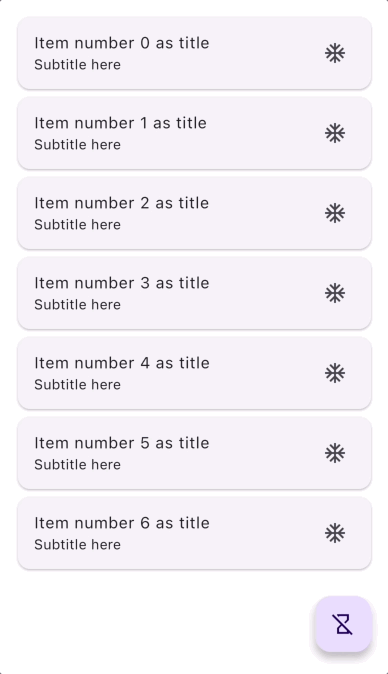 Item number 0 as title
Subtitle here
Item number 1 as title
Subtitle here
Item number 2 as title
Subtitle here
Item number 3 as title
Subtitle here
Item number 4 as title
Subtitle here
Item number 5 as title
Subtitle here
Item number 6 as title
Subtitle here